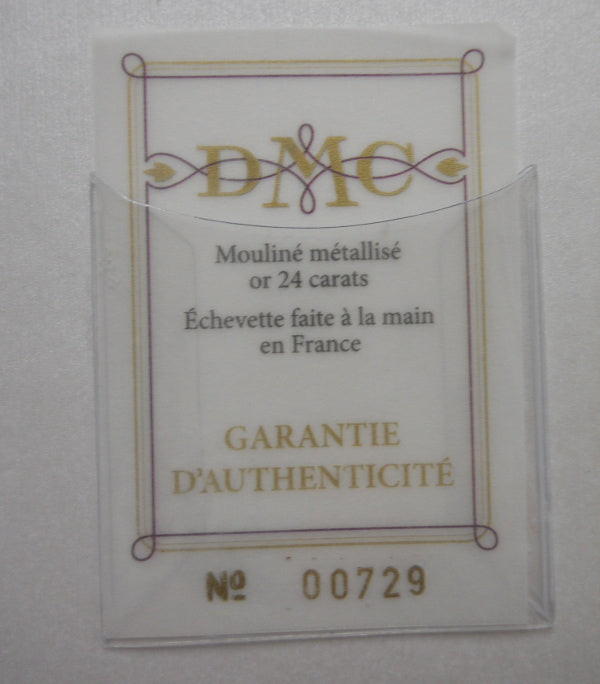 DMC
Mouliné métallisé
or 24 carats
Échevette faite à la main
en France
GARANTIE
D'AUTHENTICITÉ
Nº 00729